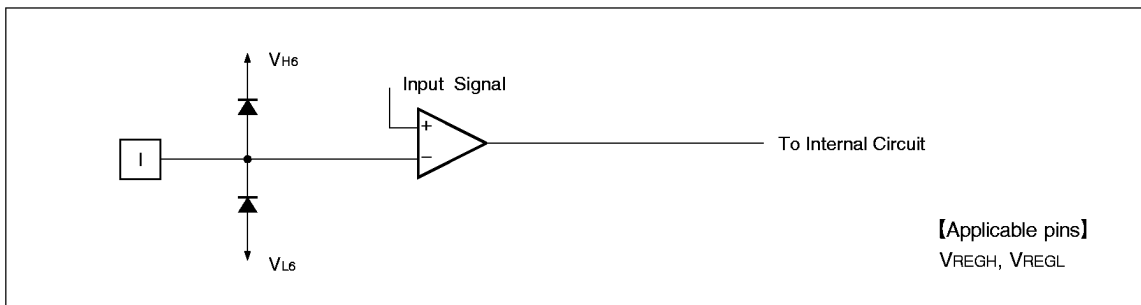 VH6
Input Signal
+
I
−
To Internal Circuit
VL6
【Applicable pins】
VREGH, VREGL